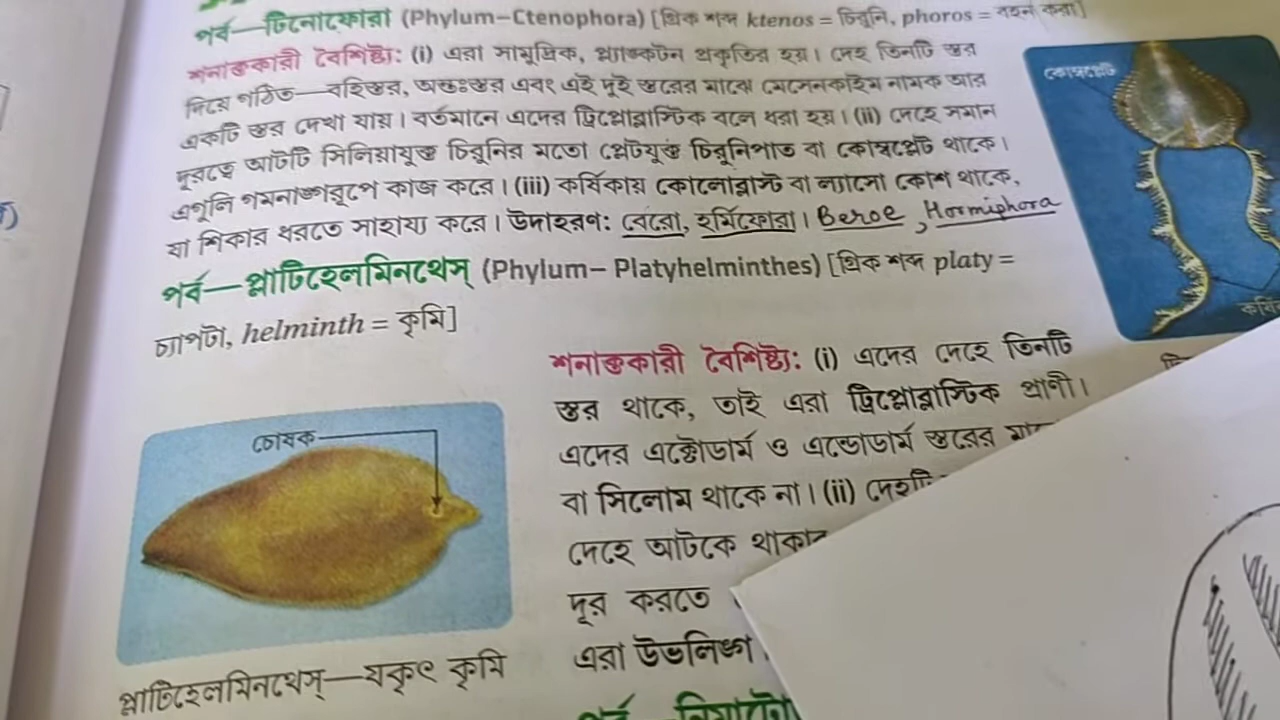 পর্ব—টিনোফোরা (Phylum–Ctenophora) [গ্রিক শব্দ ktenos = চিরুনি, phoros = বহন করা]
শনাক্তকারী বৈশিষ্ট্য: (i) এরা সামুদ্রিক, প্ল্যাঙ্কটন প্রকৃতির হয়। দেহ তিনটি স্তর
দিয়ে গঠিত—বহিস্তর, অন্তঃস্তর এবং এই দুই স্তরের মাঝে মেসেনকাইম নামক আর
একটি স্তর দেখা যায়। বর্তমানে এদের ট্রিপ্লোব্লাস্টিক বলে ধরা হয়। (ii) দেহে সমান
দূরত্বে আটটি সিলিয়াযুক্ত চিরুনির মতো প্লেটযুক্ত চিরুনিপাত বা কোম্বপ্লেট থাকে।
এগুলি গমনাঙ্গরূপে কাজ করে। (iii) কর্ষিকায় কোলোব্লাস্ট বা ল্যাসো কোশ থাকে,
যা শিকার ধরতে সাহায্য করে। উদাহরণ: বেরো, হর্মিফোরা। Beroe, Hormiphora
কোম্বপ্লেট
পর্ব—প্লাটিহেলমিনথেস্ (Phylum– Platyhelminthes) [গ্রিক শব্দ platy =
চ্যাপটা, helminth = কৃমি]
শনাক্তকারী বৈশিষ্ট্য: (i) এদের দেহে তিনটি
স্তর থাকে, তাই এরা ট্রিপ্লোব্লাস্টিক প্রাণী।
এদের এক্টোডার্ম ও এন্ডোডার্ম স্তরের
বা সিলোম থাকে না। (ii) দেহটি
দেহে আটকে থাকার
দূর করতে
এরা উভলিঙ্গ
চোষক
প্লাটিহেলমিনথেস্—যকৃৎ কৃমি